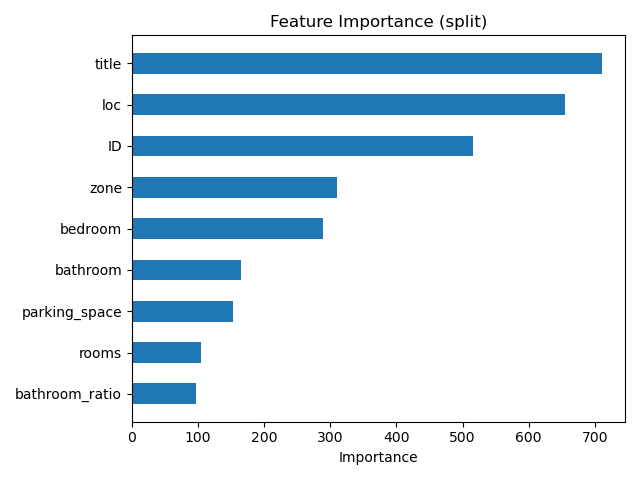 Feature Importance (split)
title
loc
ID
zone
bedroom
bathroom
parking_space
rooms
bathroom_ratio
0 100 200 300 400 500 600 700
Importance